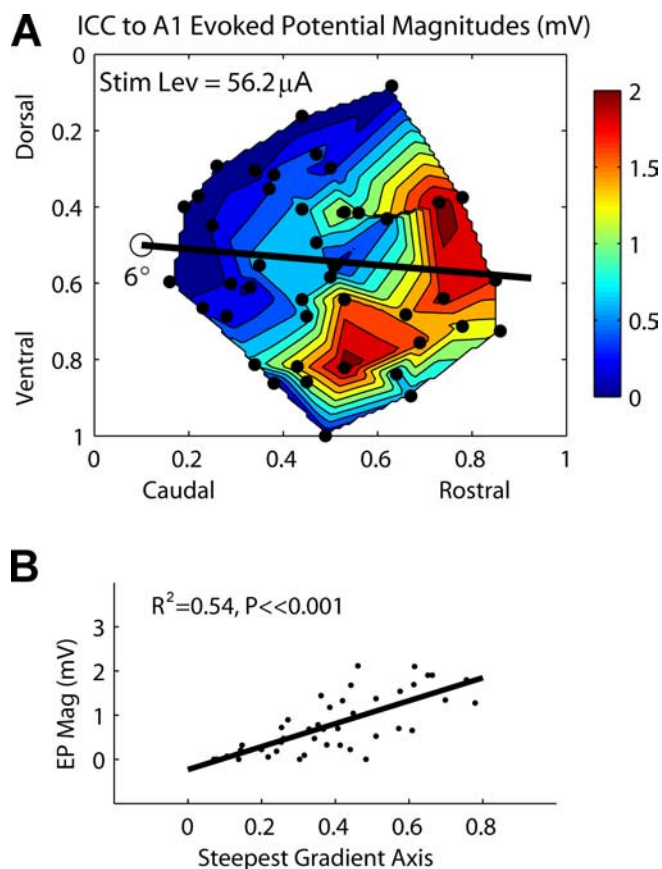 A
ICC to A1 Evoked Potential Magnitudes (mV)
Stim Lev = 56.2 μA
Dorsal
Ventral
0
0.2
0.4
0.6
0.8
1
6°
0 0.2 0.4 0.6 0.8 1
Caudal Rostral
2
1.5
1
0.5
0
B
R²=0.54, P<<0.001
EP Mag (mV)
3
2
1
0
0 0.2 0.4 0.6 0.8
Steepest Gradient Axis